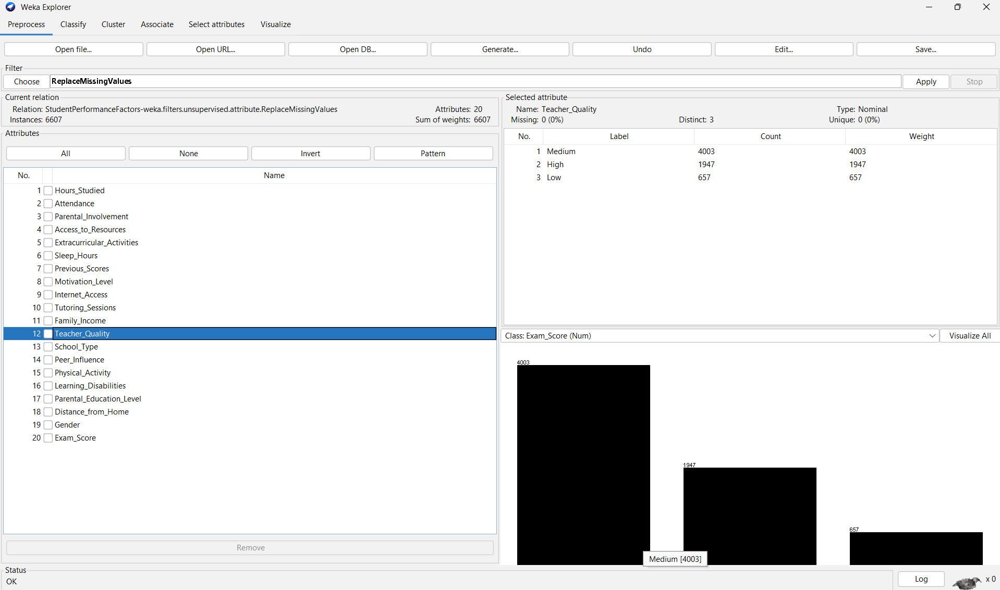 Weka Explorer
Preprocess Classify Cluster Associate Select attributes Visualize
Open file... Open URL... Open DB... Generate... Undo Edit... Save...
Filter
Choose ReplaceMissingValues Apply Stop
Current relation
Relation: StudentPerformanceFactors-weka.filters.unsupervised.attribute.ReplaceMissingValues Attributes: 20
Instances: 6607 Sum of weights: 6607
Attributes
All None Invert Pattern
No. Name
1 Hours_Studied
2 Attendance
3 Parental_Involvement
4 Access_to_Resources
5 Extracurricular_Activities
6 Sleep_Hours
7 Previous_Scores
8 Motivation_Level
9 Internet_Access
10 Tutoring_Sessions
11 Family_Income
12 Teacher_Quality
13 School_Type
14 Peer_Influence
15 Physical_Activity
16 Learning_Disabilities
17 Parental_Education_Level
18 Distance_from_Home
19 Gender
20 Exam_Score
Remove
Selected attribute
Name: Teacher_Quality Type: Nominal
Missing: 0 (0%) Distinct: 3 Unique: 0 (0%)
No. Label Count Weight
1 Medium 4003 4003
2 High 1947 1947
3 Low 657 657
Class: Exam_Score (Num) Visualize All
4003
1947
657
Medium [4003]
Status
OK
Log x 0